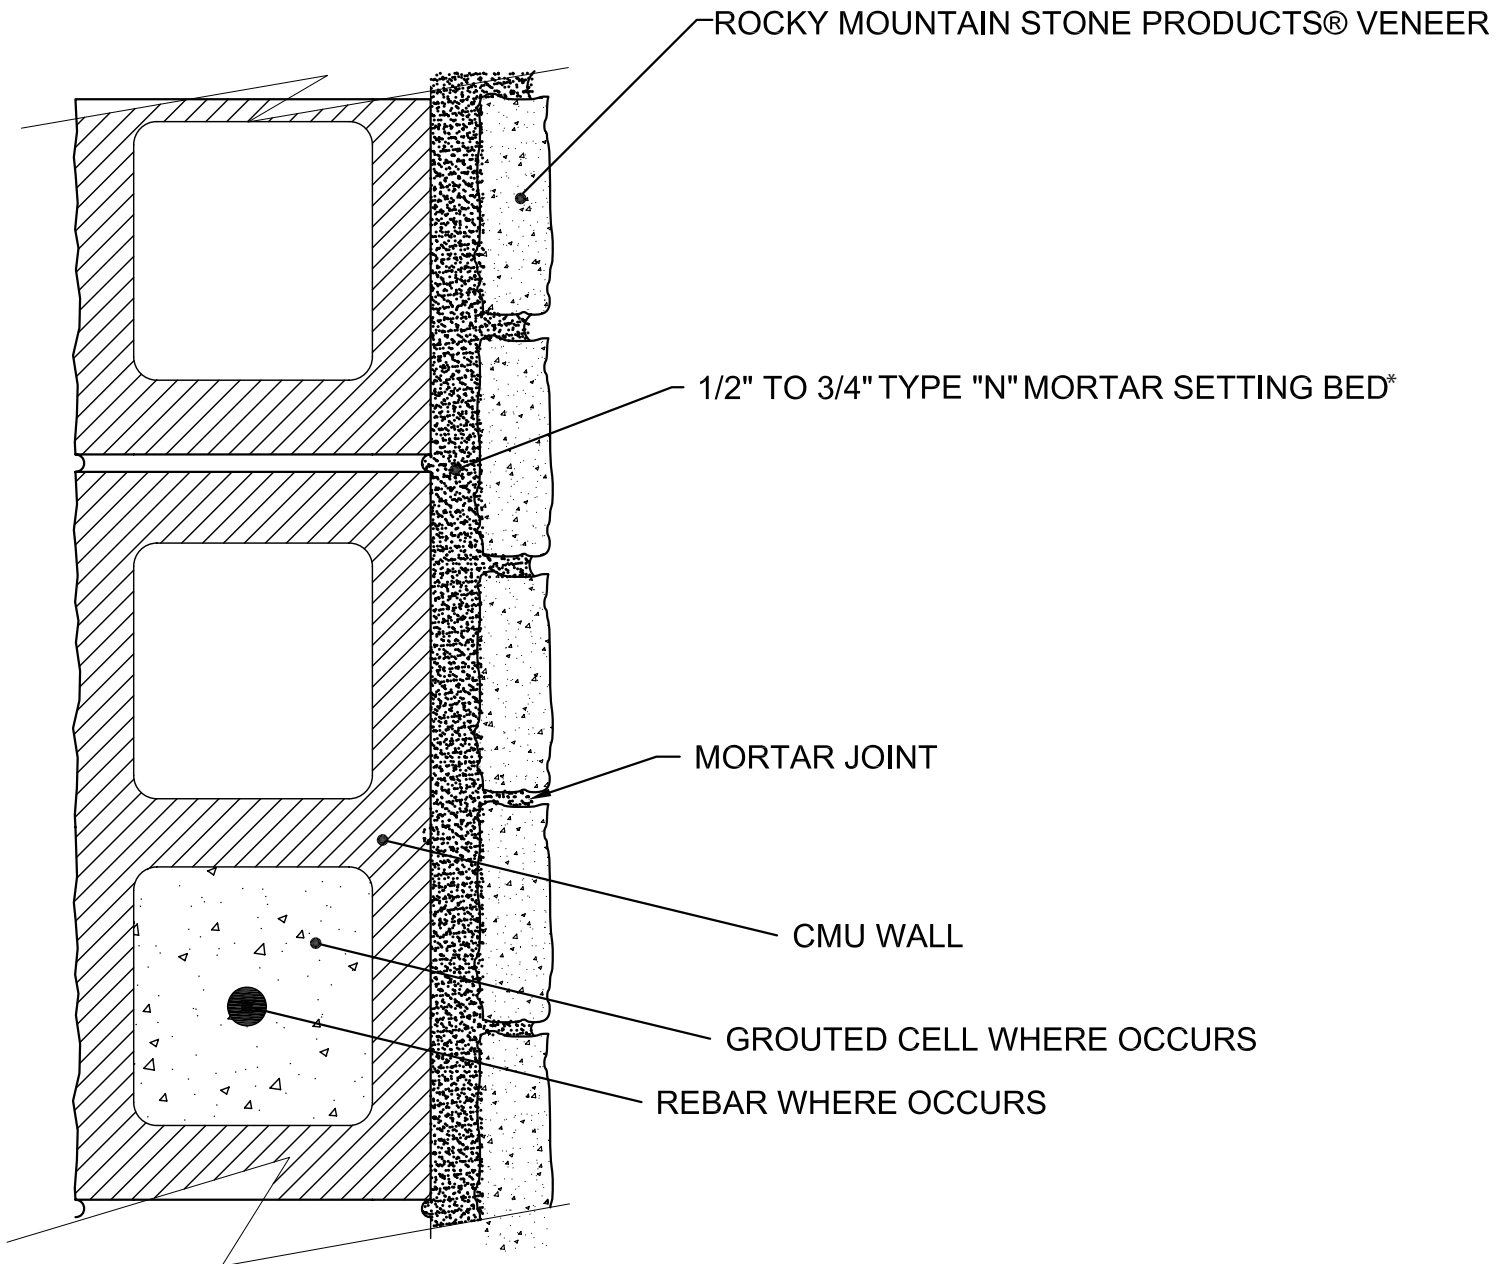 ROCKY MOUNTAIN STONE PRODUCTS® VENEER
1/2" TO 3/4" TYPE "N" MORTAR SETTING BED*
MORTAR JOINT
CMU WALL
GROUTED CELL WHERE OCCURS
REBAR WHERE OCCURS